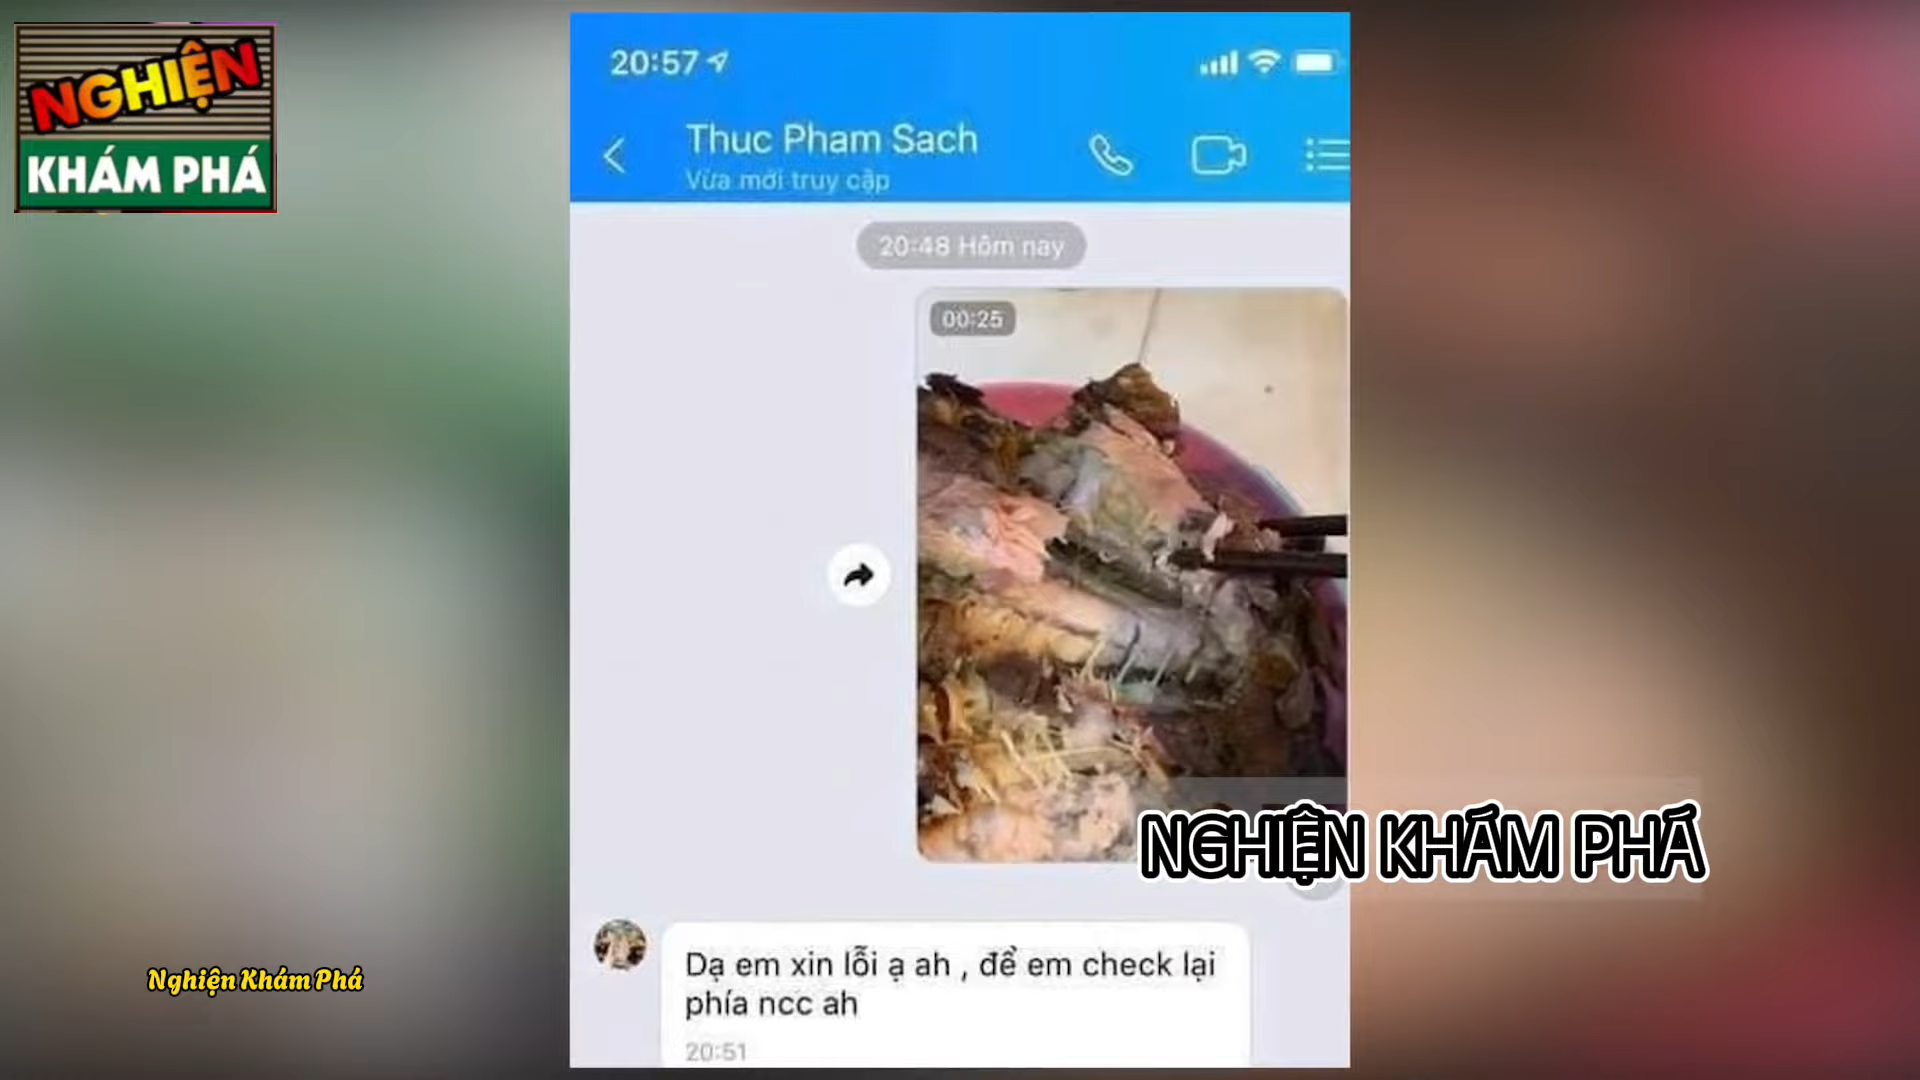 NGHIỆN
KHÁM PHÁ
20:57
Thuc Pham Sach
Vừa mới truy cập
20:48 Hôm nay
00:25
NGHIỆN KHÁM PHÁ
Dạ em xin lỗi ạ ah , để em check lại
phía ncc ah
20:51
Nghiện Khám Phá